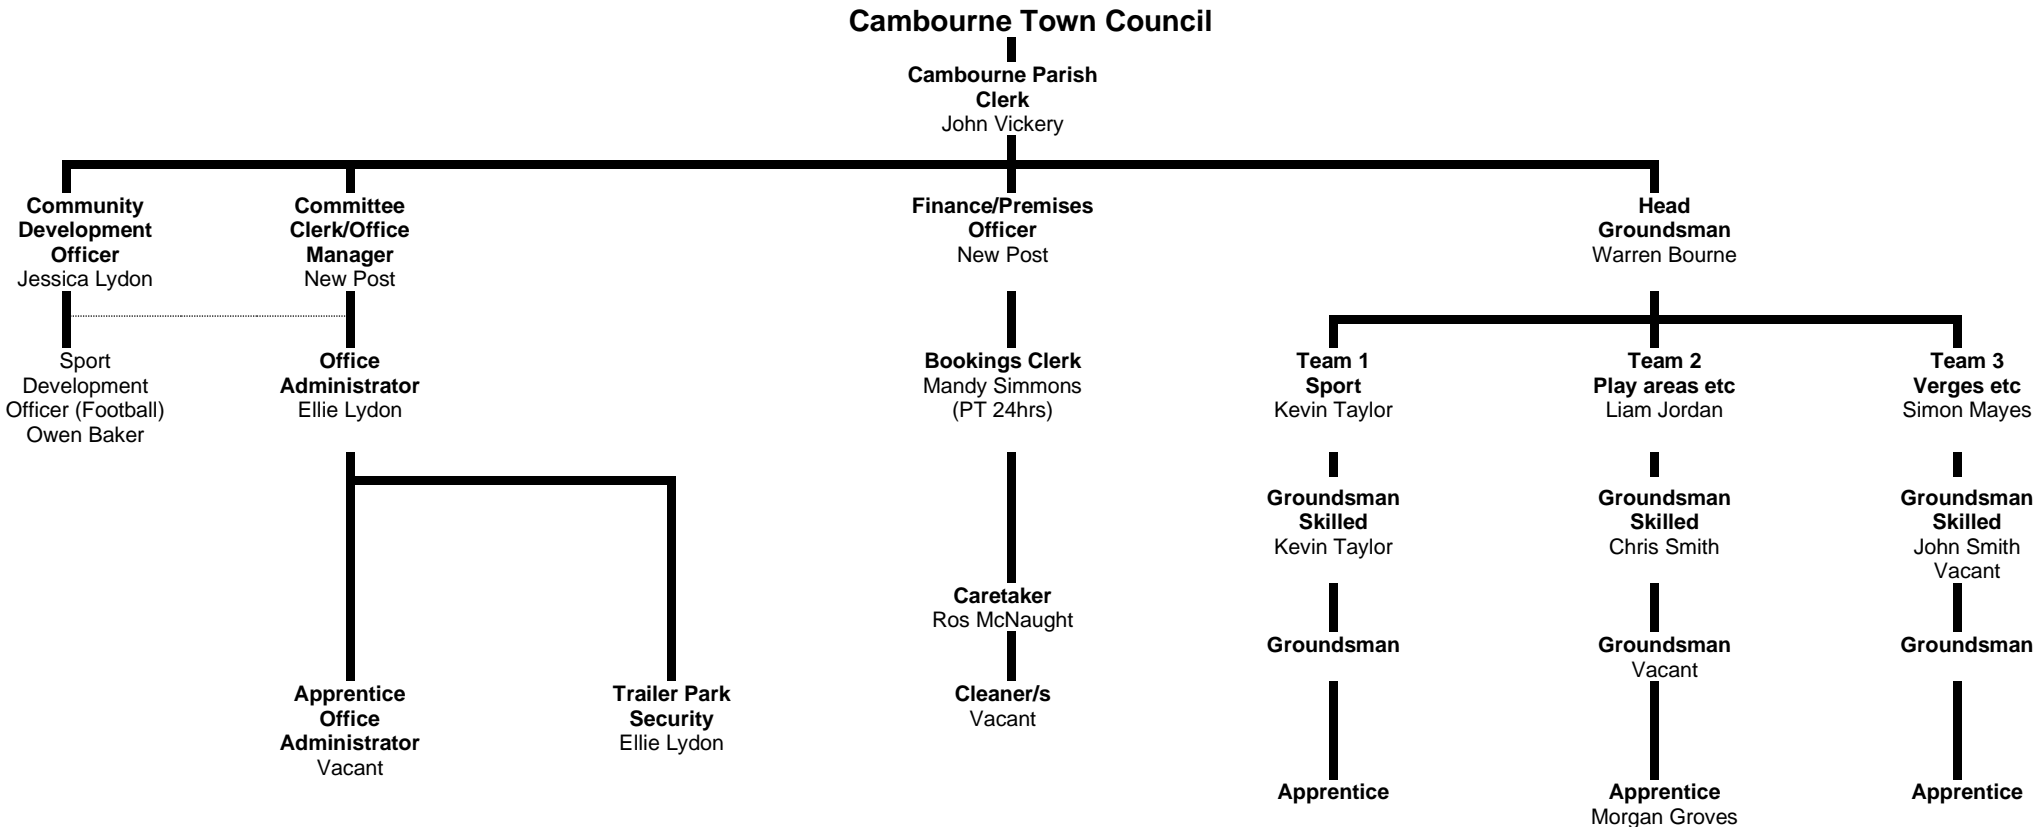 Cambourne Town Council
Cambourne Parish
Clerk
John Vickery
Community
Development
Officer
Jessica Lydon
Committee
Clerk/Office
Manager
New Post
Finance/Premises
Officer
New Post
Head
Groundsman
Warren Bourne
Sport
Development
Officer (Football)
Owen Baker
Office
Administrator
Ellie Lydon
Bookings Clerk
Mandy Simmons
(PT 24hrs)
Team 1
Sport
Kevin Taylor
Team 2
Play areas etc
Liam Jordan
Team 3
Verges etc
Simon Mayes
Groundsman
Skilled
Kevin Taylor
Groundsman
Skilled
Chris Smith
Groundsman
Skilled
John Smith
Vacant
Caretaker
Ros McNaught
Groundsman
Groundsman
Vacant
Groundsman
Apprentice
Office
Administrator
Vacant
Trailer Park
Security
Ellie Lydon
Cleaner/s
Vacant
Apprentice
Apprentice
Morgan Groves
Apprentice